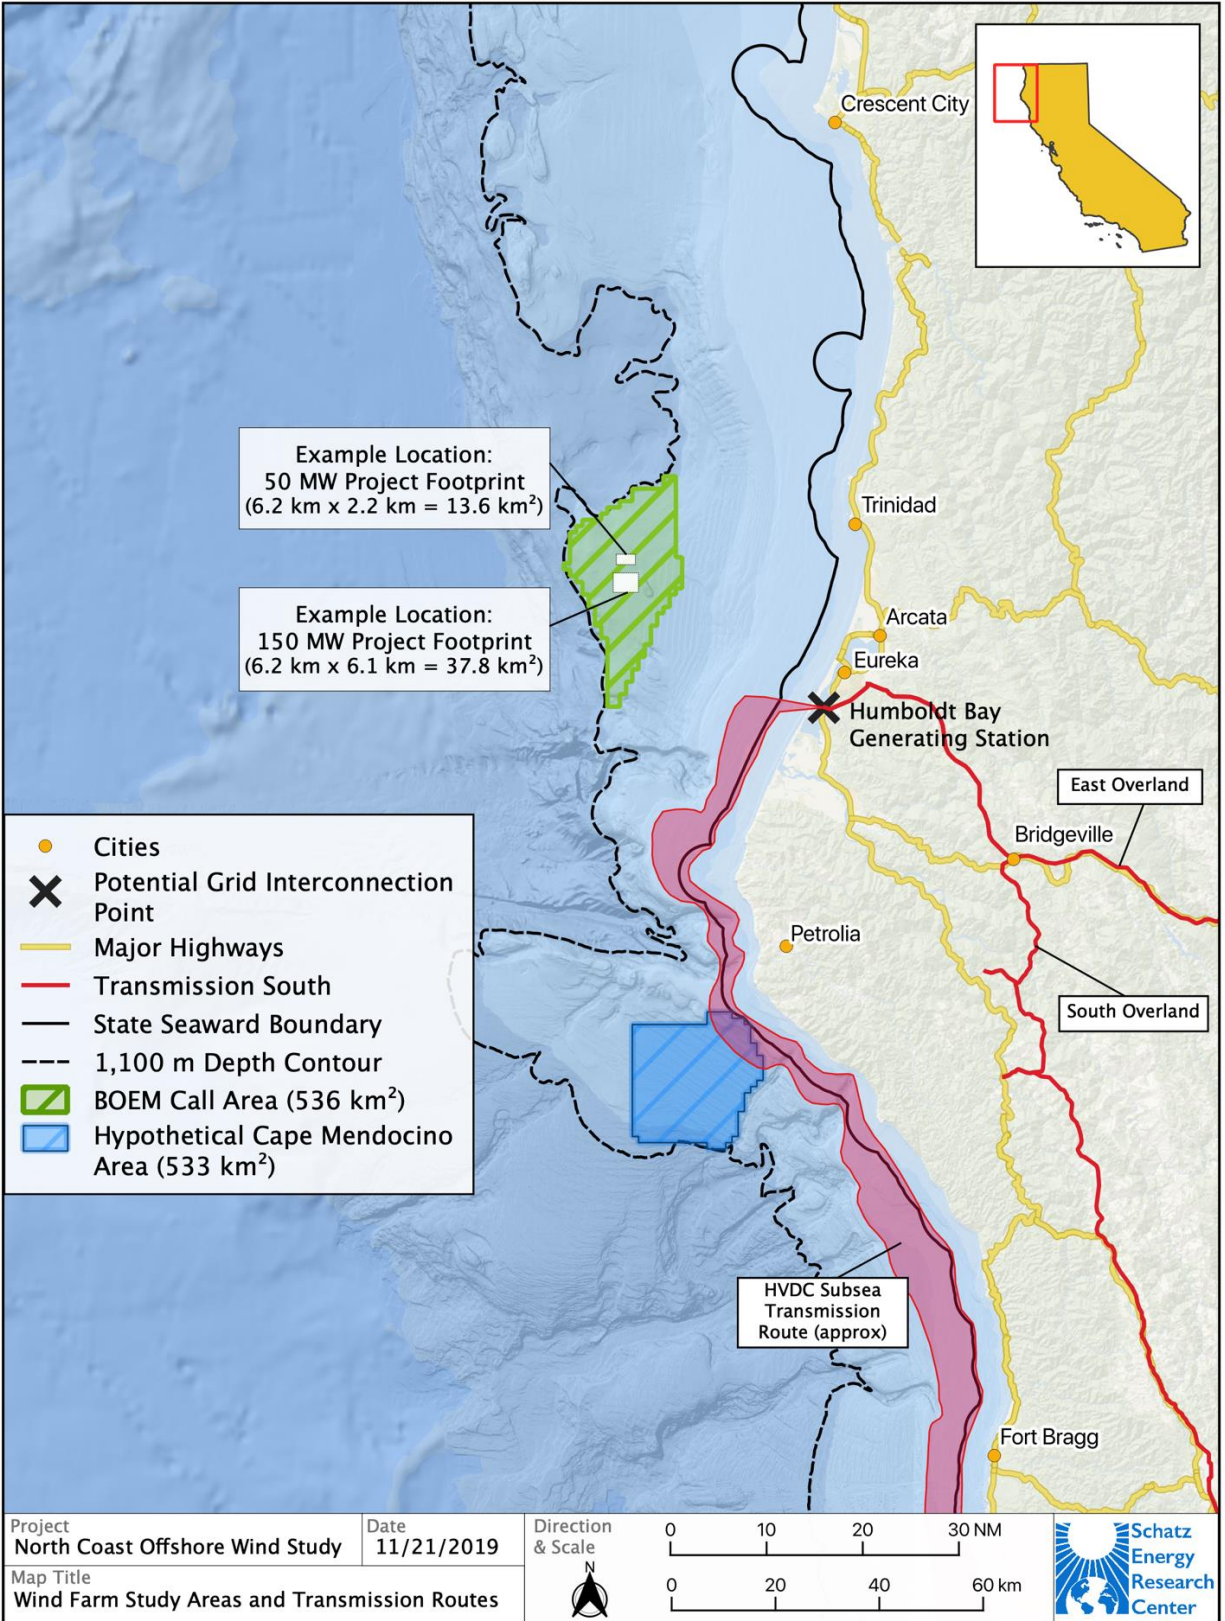 Crescent City
Example Location:
50 MW Project Footprint
(6.2 km x 2.2 km = 13.6 km²)
Trinidad
Example Location:
150 MW Project Footprint
(6.2 km x 6.1 km = 37.8 km²)
Arcata
Eureka
Humboldt Bay
Generating Station
East Overland
Bridgeville
Petrolia
South Overland
Cities
Potential Grid Interconnection
Point
Major Highways
Transmission South
State Seaward Boundary
1,100 m Depth Contour
BOEM Call Area (536 km²)
Hypothetical Cape Mendocino
Area (533 km²)
HVDC Subsea
Transmission
Route (approx)
Fort Bragg
Project
North Coast Offshore Wind Study
Date
11/21/2019
Map Title
Wind Farm Study Areas and Transmission Routes
Direction
& Scale
N
0 10 20 30 NM
0 20 40 60 km
Schatz
Energy
Research
Center